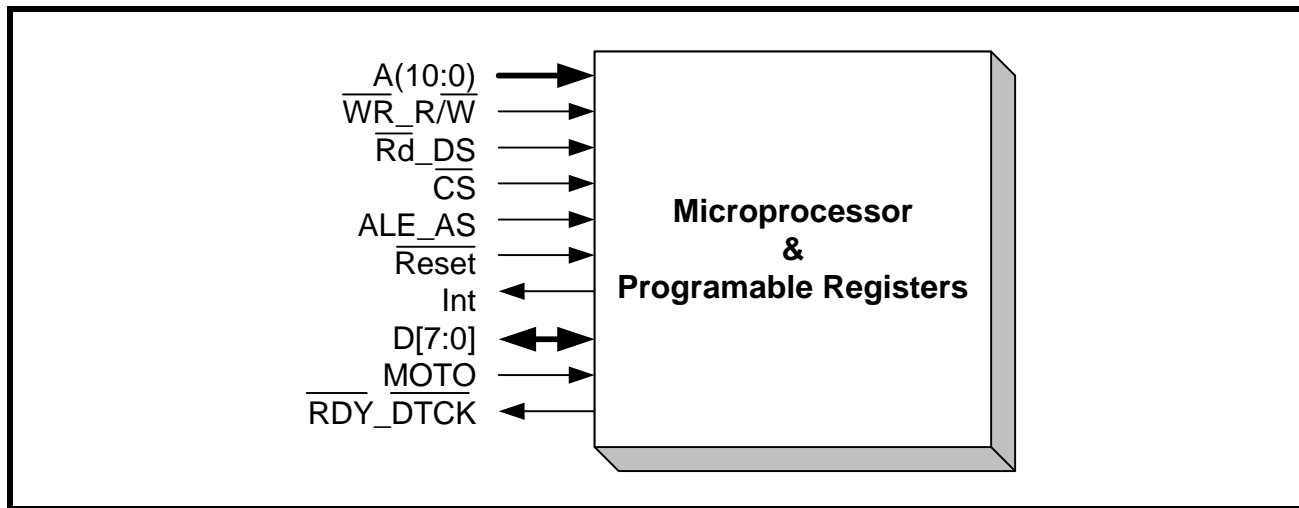 A(10:0)
WR_R/W
Rd_DS
CS
ALE_AS
Reset
Int
D[7:0]
MOTO
RDY_DTCK
Microprocessor
&
Programable Registers